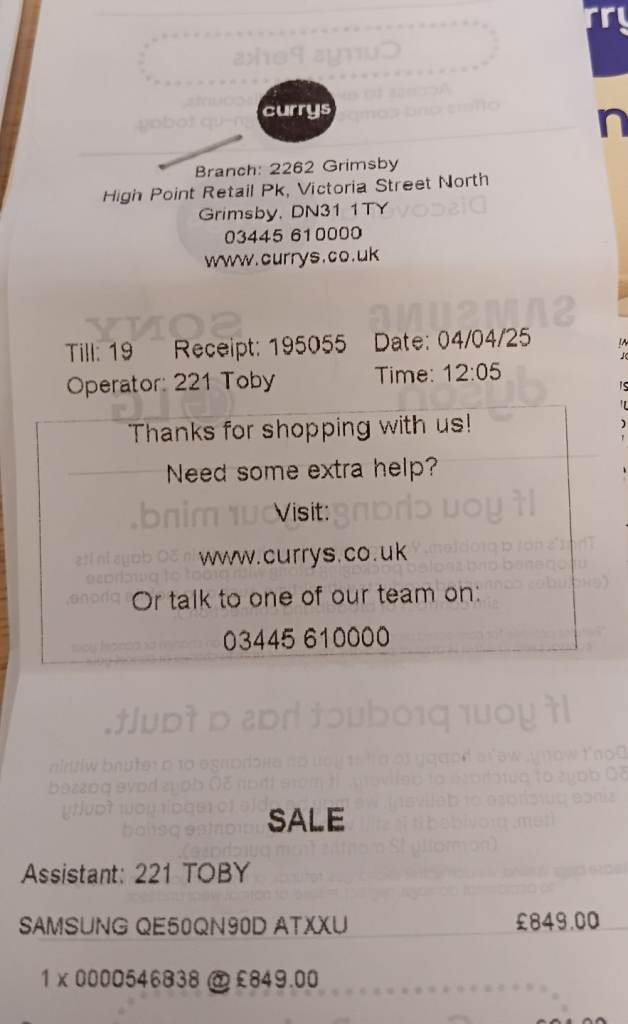 currys
Branch: 2262 Grimsby
High Point Retail Pk, Victoria Street North
Grimsby, DN31 1TY
03445 610000
www.currys.co.uk
Till: 19 Receipt: 195055 Date: 04/04/25
Operator: 221 Toby Time: 12:05
Thanks for shopping with us!
Need some extra help?
Visit:
www.currys.co.uk
Or talk to one of our team on:
03445 610000
SALE
Assistant: 221 TOBY
SAMSUNG QE50QN90D ATXXU £849.00
1 x 0000546838 @ £849.00